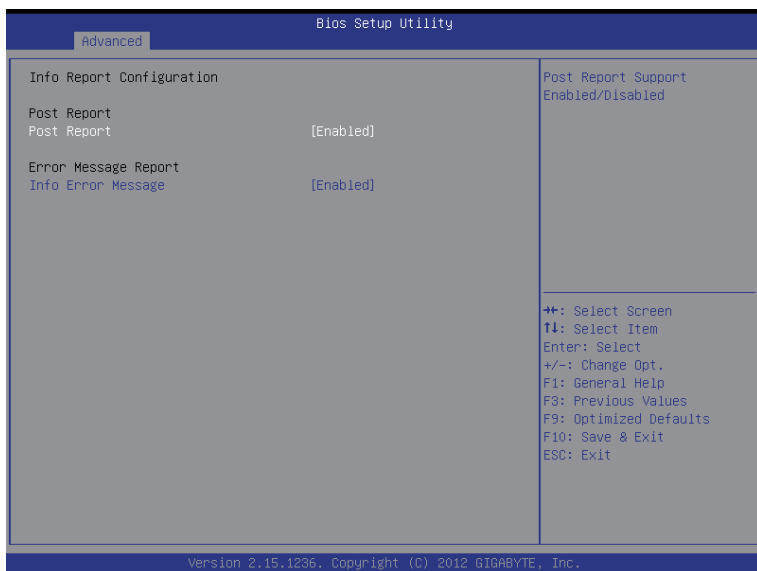 Bios Setup Utility
Advanced
Info Report Configuration
Post Report
Post Report [Enabled]
Error Message Report
Info Error Message [Enabled]
Post Report Support
Enabled/Disabled
→←: Select Screen
↑↓: Select Item
Enter: Select
+/-: Change Opt.
F1: General Help
F3: Previous Values
F9: Optimized Defaults
F10: Save & Exit
ESC: Exit
Version 2.15.1236. Copyright (C) 2012 GIGABYTE, Inc.